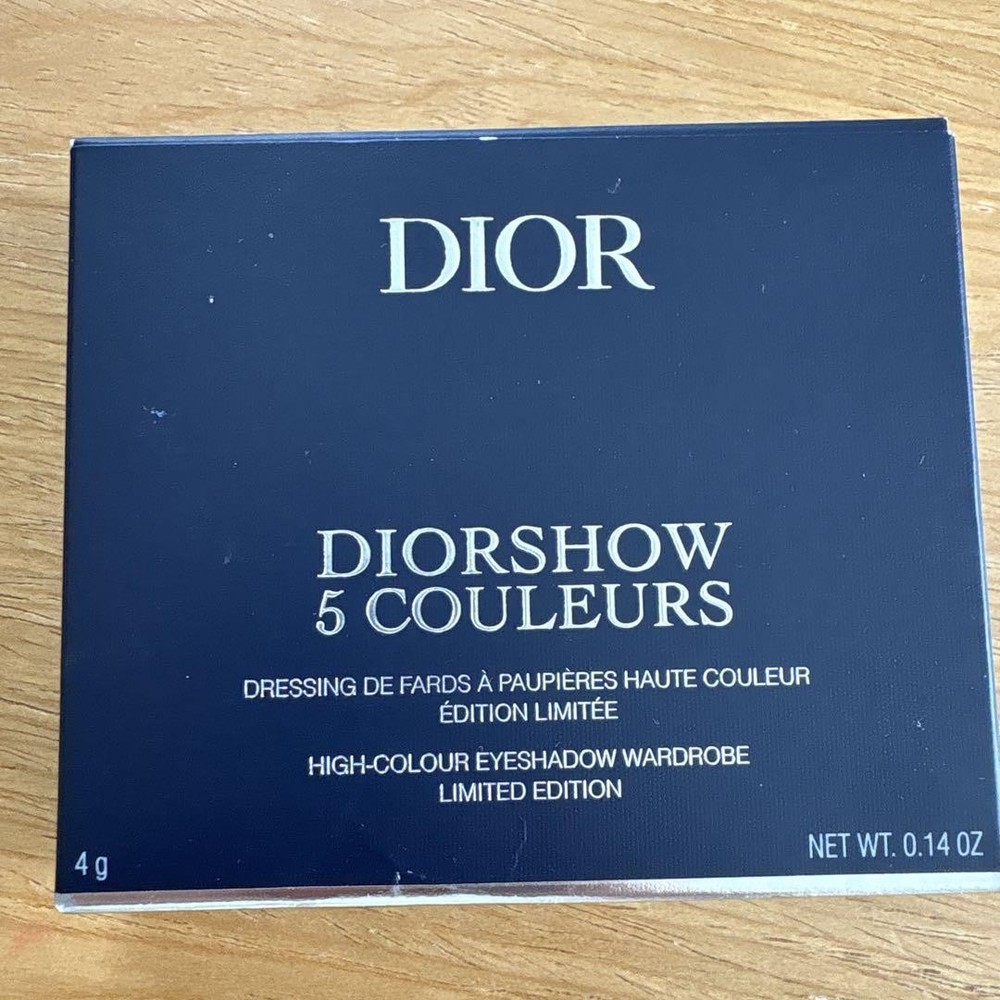 DIOR
DIORSHOW
5 COULEURS
DRESSING DE FARDS À PAUPIÈRES HAUTE COULEUR
ÉDITION LIMITÉE
HIGH-COLOUR EYESHADOW WARDROBE
LIMITED EDITION
4 g
NET WT. 0.14 OZ